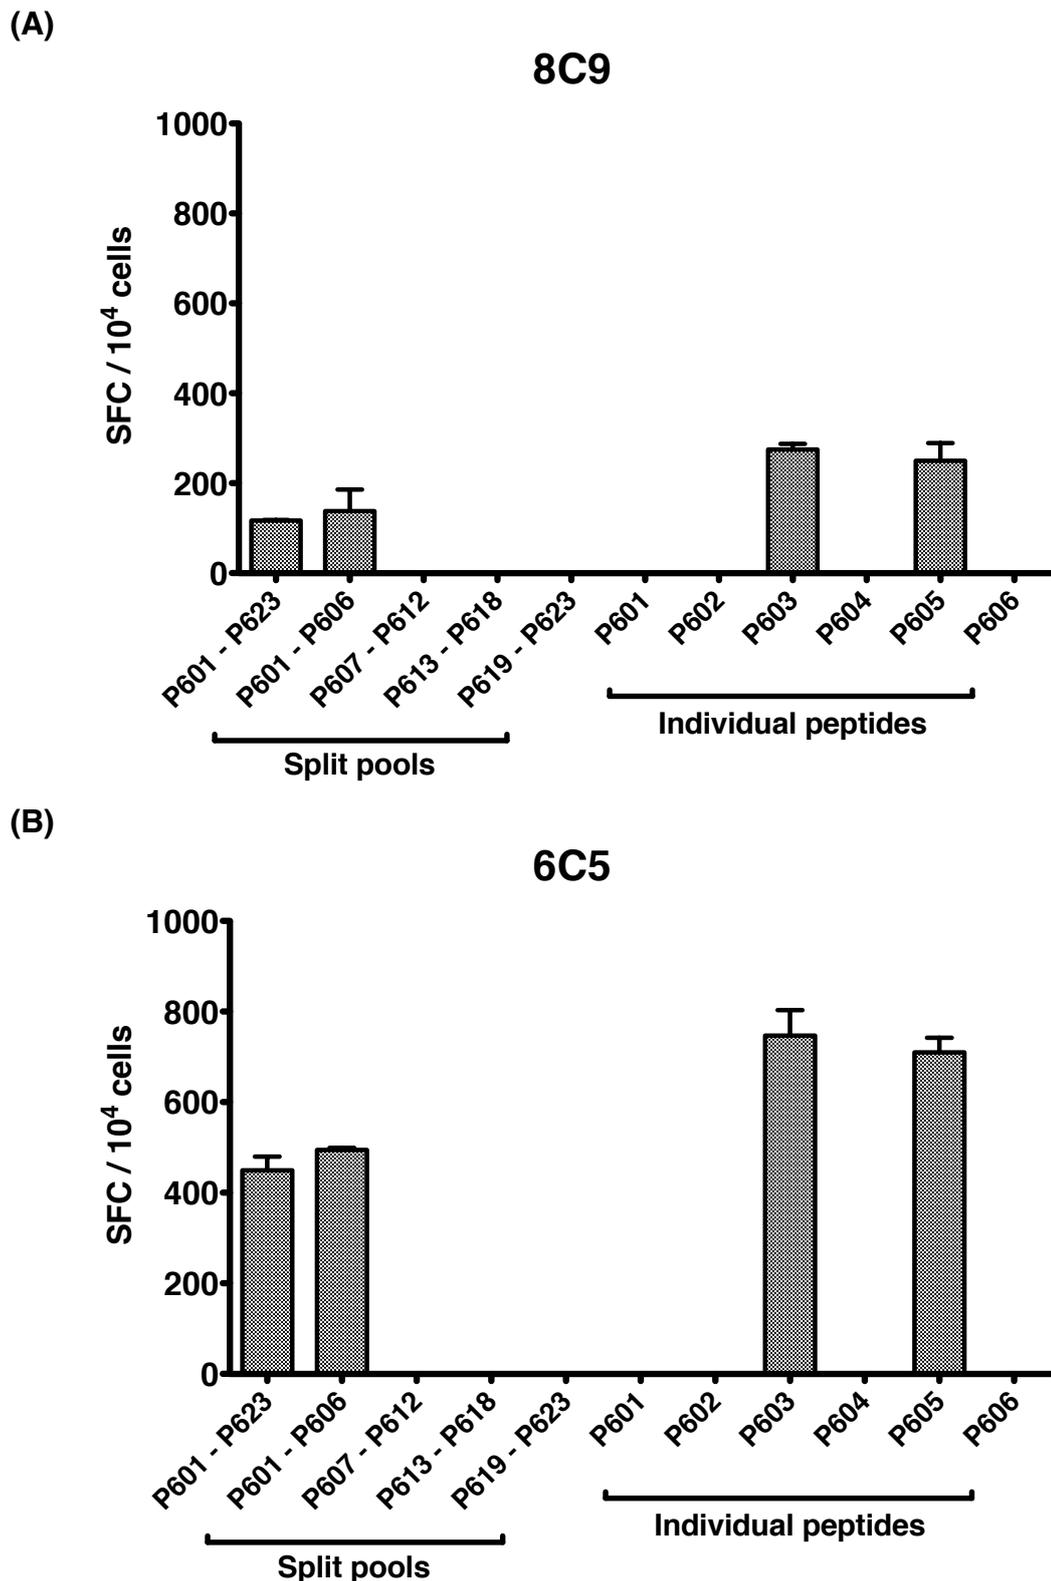 (A)
8C9
1000
800
600
400
200
0
SFC / 10⁴ cells
P601 - P623
P601 - P606
P607 - P612
P613 - P618
P619 - P623
P601
P602
P603
P604
P605
P606
Individual peptides
Split pools
(B)
6C5
1000
800
600
400
200
0
SFC / 10⁴ cells
P601 - P623
P601 - P606
P607 - P612
P613 - P618
P619 - P623
P601
P602
P603
P604
P605
P606
Individual peptides
Split pools